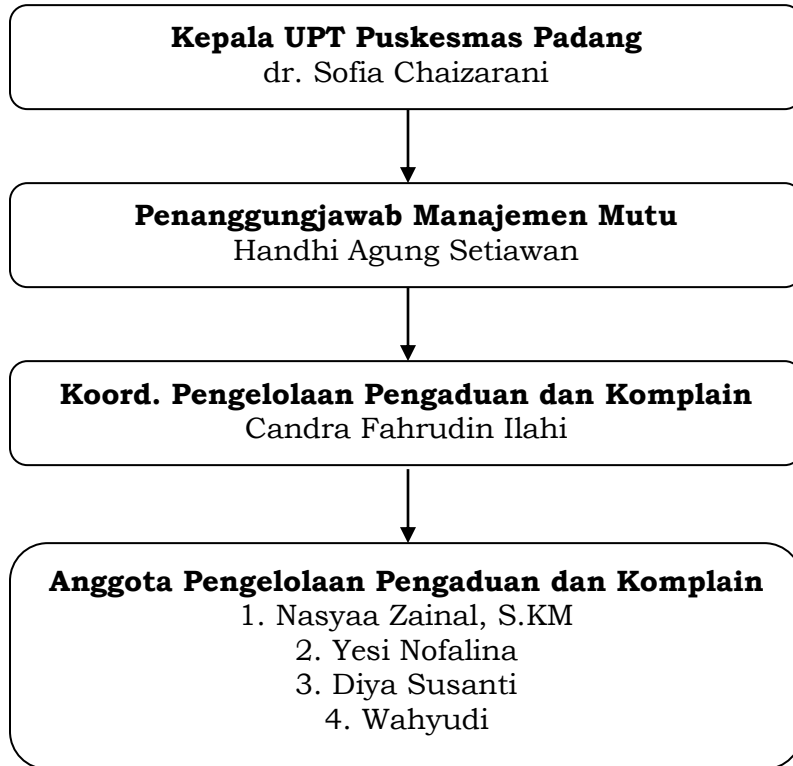 Kepala UPT Puskesmas Padang
dr. Sofia Chaizarani
Penanggungjawab Manajemen Mutu
Handhi Agung Setiawan
Koord. Pengelolaan Pengaduan dan Komplain
Candra Fahrudin Ilahi
Anggota Pengelolaan Pengaduan dan Komplain
1. Nasyaa Zainal, S.KM
2. Yesi Nofalina
3. Diya Susanti
4. Wahyudi